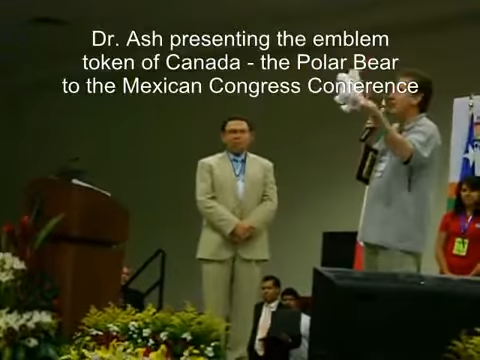 Dr. Ash presenting the emblem
token of Canada - the Polar Bear
to the Mexican Congress Conference